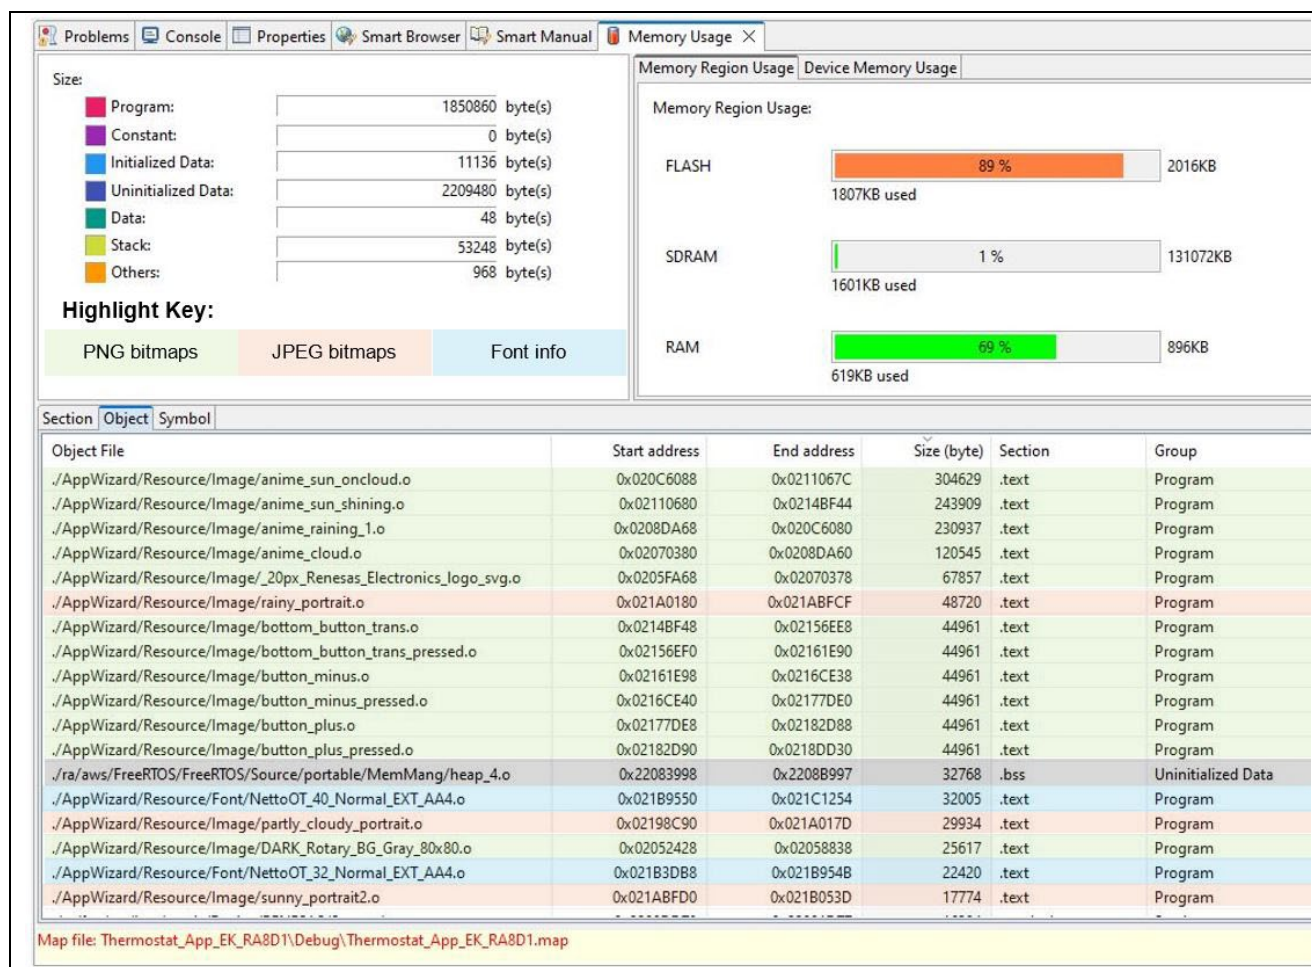 Problems Console Properties Smart Browser Smart Manual Memory Usage
Size:
Program: 1850860 byte(s)
Constant: 0 byte(s)
Initialized Data: 11136 byte(s)
Uninitialized Data: 2209480 byte(s)
Data: 48 byte(s)
Stack: 53248 byte(s)
Others: 968 byte(s)
Highlight Key:
PNG bitmaps JPEG bitmaps Font info
Memory Region Usage Device Memory Usage
Memory Region Usage:
FLASH 89 % 2016KB
1807KB used
SDRAM 1 % 131072KB
1601KB used
RAM 69 % 896KB
619KB used
Section Object Symbol
Object File Start address End address Size (byte) Section Group
./AppWizard/Resource/Image/anime_sun_oncloud.o 0x020C6088 0x0211067C 304629 .text Program
./AppWizard/Resource/Image/anime_sun_shining.o 0x02110680 0x0214BF44 243909 .text Program
./AppWizard/Resource/Image/anime_raining_1.o 0x0208DA68 0x020C6080 230937 .text Program
./AppWizard/Resource/Image/anime_cloud.o 0x02070380 0x0208DA60 120545 .text Program
./AppWizard/Resource/Image/_20px_Renesas_Electronics_logo_svg.o 0x0205FA68 0x02070378 67857 .text Program
./AppWizard/Resource/Image/rainy_portrait.o 0x021A0180 0x021ABFCF 48720 .text Program
./AppWizard/Resource/Image/bottom_button_trans.o 0x0214BF48 0x02156EE8 44961 .text Program
./AppWizard/Resource/Image/bottom_button_trans_pressed.o 0x02156EF0 0x02161E90 44961 .text Program
./AppWizard/Resource/Image/button_minus.o 0x02161E98 0x0216CE38 44961 .text Program
./AppWizard/Resource/Image/button_minus_pressed.o 0x0216CE40 0x02177DE0 44961 .text Program
./AppWizard/Resource/Image/button_plus.o 0x02177DE8 0x02182D88 44961 .text Program
./AppWizard/Resource/Image/button_plus_pressed.o 0x02182D90 0x0218DD30 44961 .text Program
./ra/aws/FreeRTOS/FreeRTOS/Source/portable/MemMang/heap_4.o 0x22083998 0x2208B997 32768 .bss Uninitialized Data
./AppWizard/Resource/Font/NettoOT_40_Normal_EXT_AA4.o 0x021B9550 0x021C1254 32005 .text Program
./AppWizard/Resource/Image/partly_cloudy_portrait.o 0x02198C90 0x021A017D 29934 .text Program
./AppWizard/Resource/Image/DARK_Rotary_BG_Gray_80x80.o 0x02052428 0x02058838 25617 .text Program
./AppWizard/Resource/Font/NettoOT_32_Normal_EXT_AA4.o 0x021B3DB8 0x021B954B 22420 .text Program
./AppWizard/Resource/Image/sunny_portrait2.o 0x021ABFD0 0x021B053D 17774 .text Program
Map file: Thermostat_App_EK_RA8D1\Debug\Thermostat_App_EK_RA8D1.map